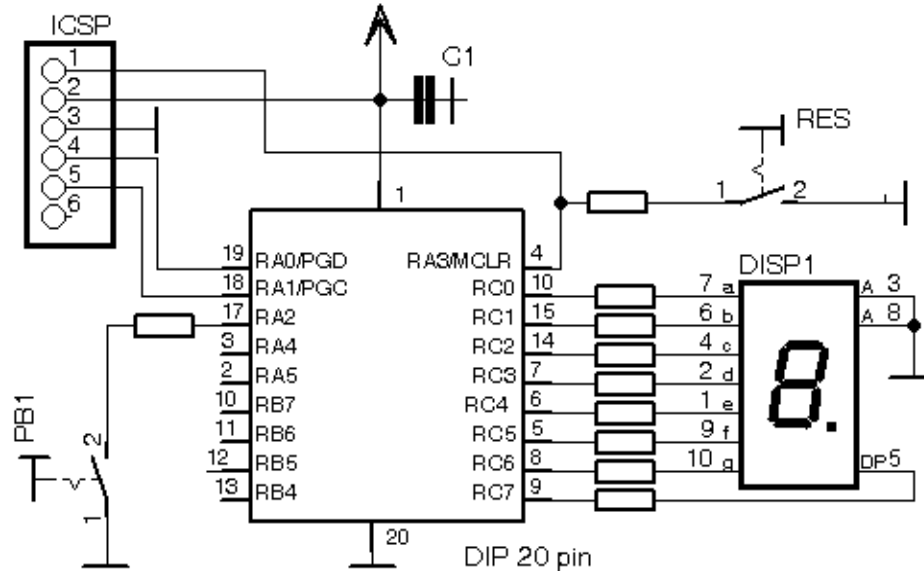 ICSP
1
2
3
4
5
6
C1
RES
1 2
1
19 RA0/PGD RA3/MCLR 4
18 RA1/PGC RC0 10
17 RA2 RC1 15
3 RA4 RC2 14
2 RA5 RC3 7
10 RB7 RC4 6
11 RB6 RC5 5
12 RB5 RC6 8
13 RB4 RC7 9
20
DIP 20 pin
PB1
2
1
DISP1
7 a A 3
6 b A 8
4 c
2 d
1 e
9 f
10 g DP 5
8.